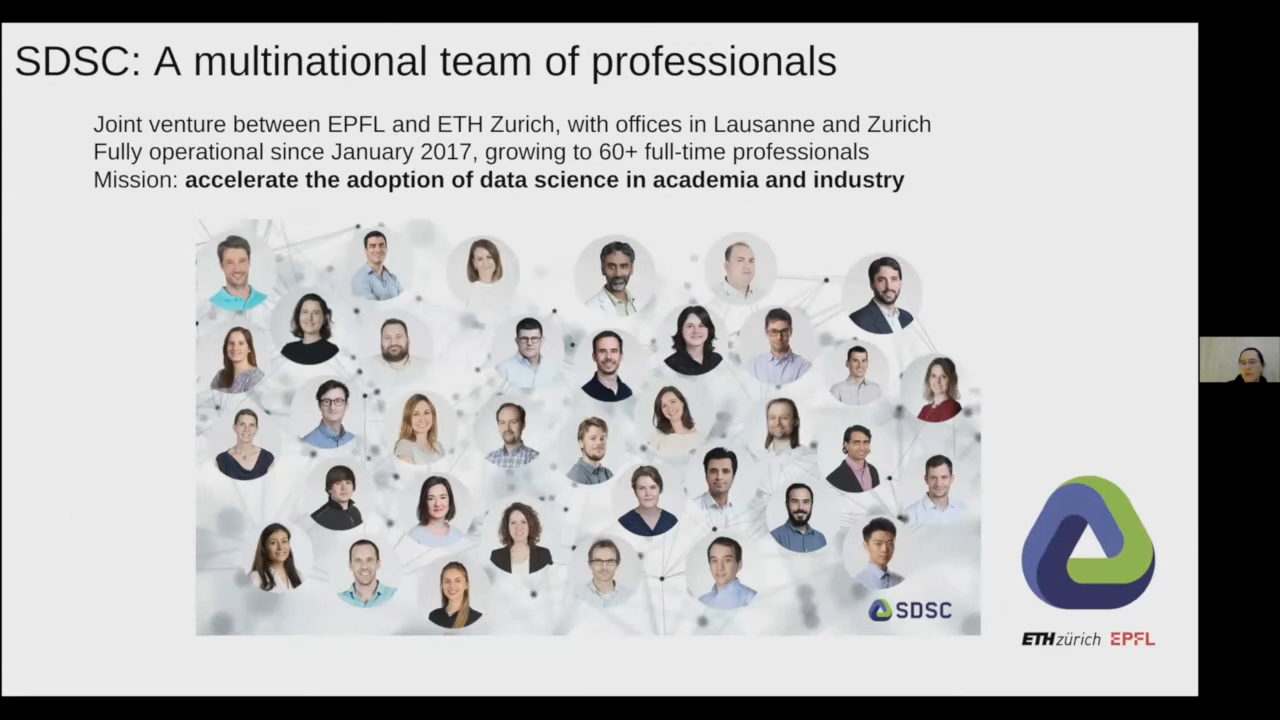 SDSC: A multinational team of professionals
Joint venture between EPFL and ETH Zurich, with offices in Lausanne and Zurich
Fully operational since January 2017, growing to 60+ full-time professionals
Mission: accelerate the adoption of data science in academia and industry
SDSC
ETH zürich EPFL